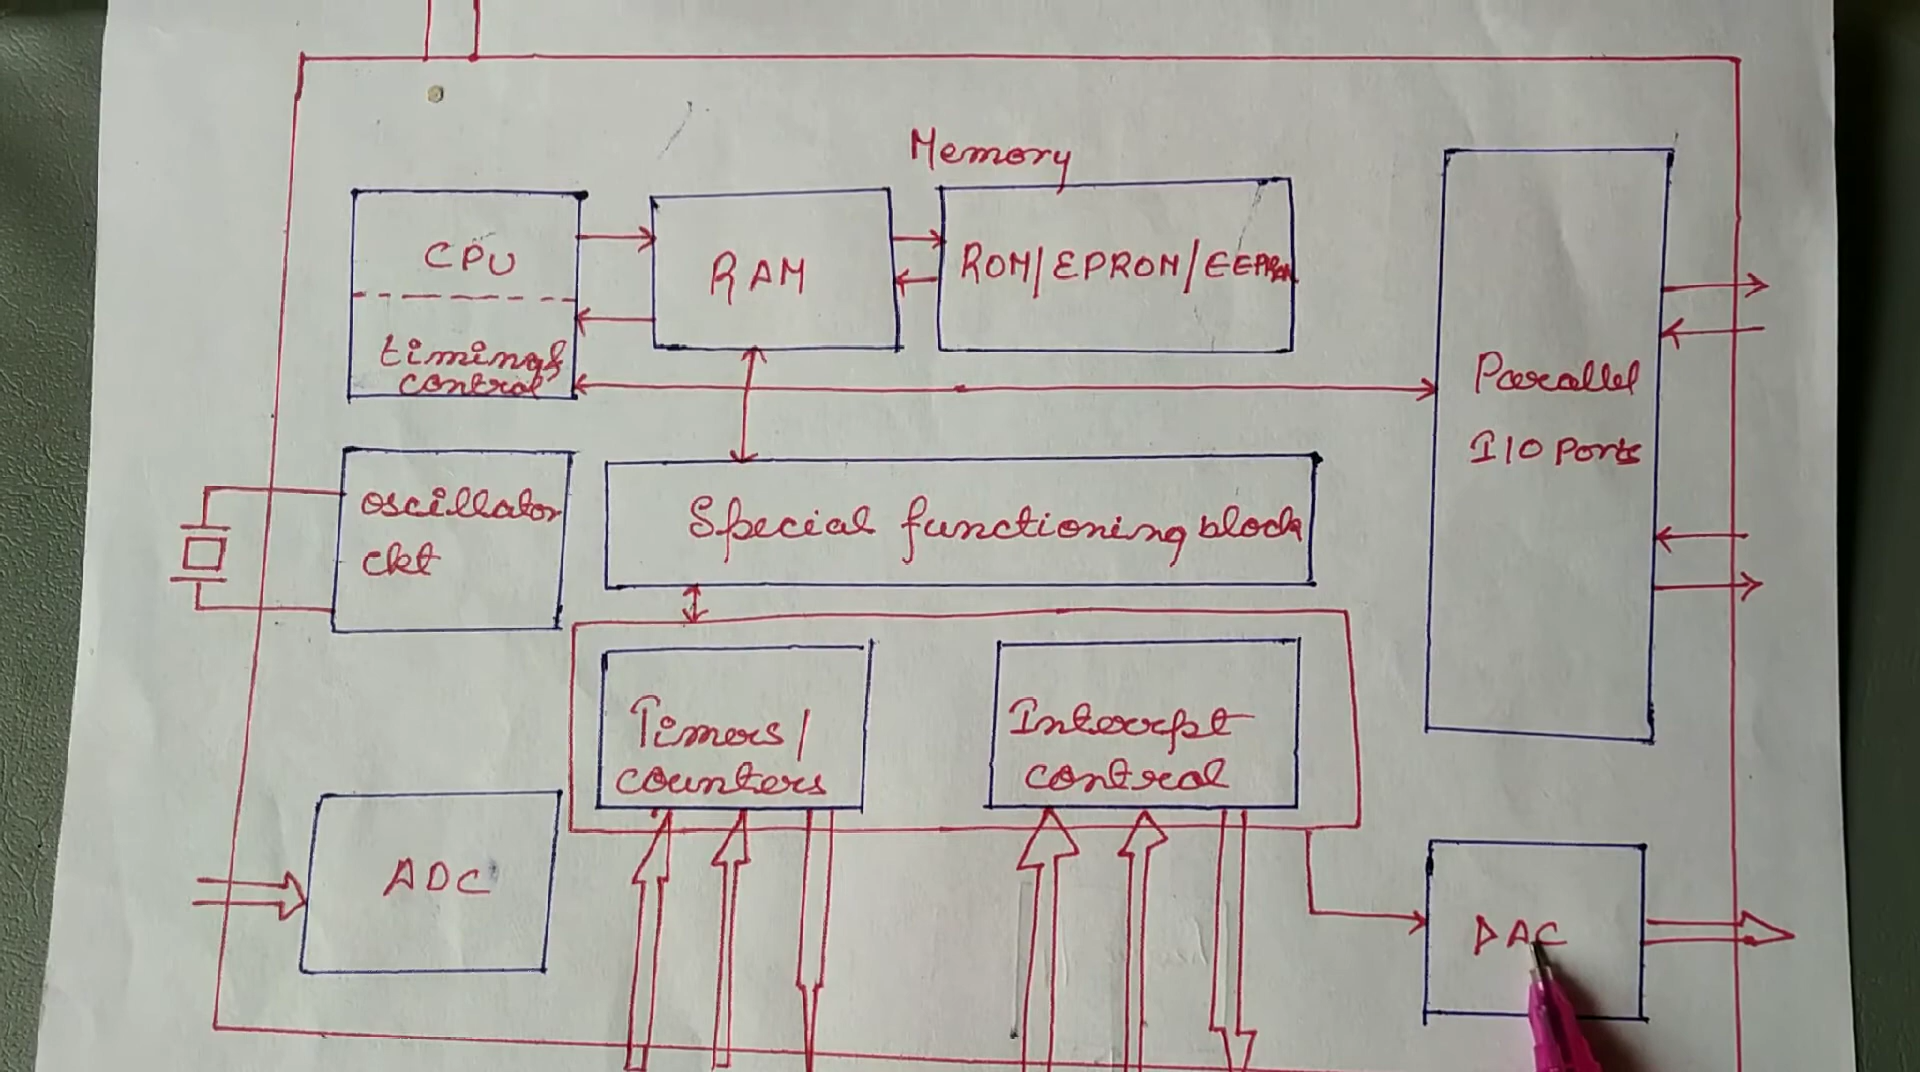 Memory
CPU
timing &
control
RAM
ROM/EPROM/EEPROM
Parallel
I/O Ports
oscillator
ckt
Special functioning block
Timers/
counters
Interrpt
control
ADC
DAC